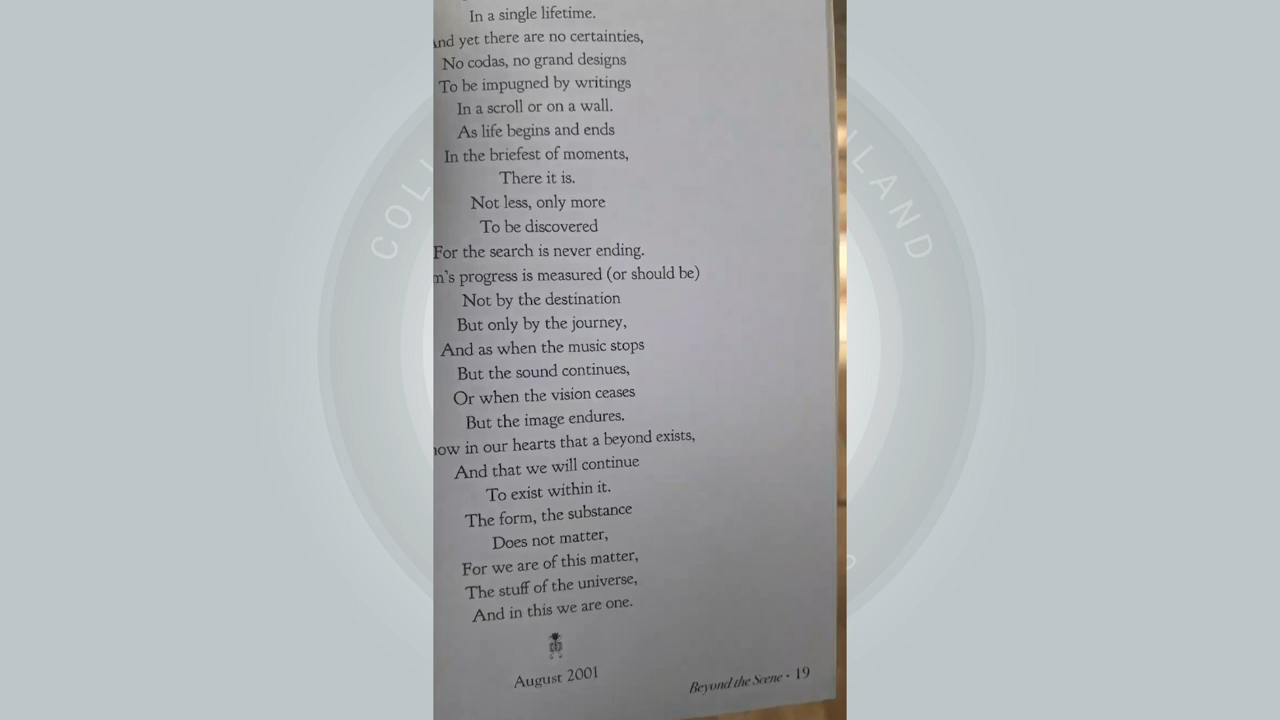 In a single lifetime.
And yet there are no certainties,
No codas, no grand designs
To be impugned by writings
In a scroll or on a wall.
As life begins and ends
In the briefest of moments,
There it is.
Not less, only more
To be discovered
For the search is never ending.
m's progress is measured (or should be)
Not by the destination
But only by the journey,
And as when the music stops
But the sound continues,
Or when the vision ceases
But the image endures.
in our hearts that a beyond exists,
And that we will continue
To exist within it.
The form, the substance
Does not matter,
For we are of this matter,
The stuff of the universe,
And in this we are one.
August 2001
Beyond the Scene • 19
COLL
LAND